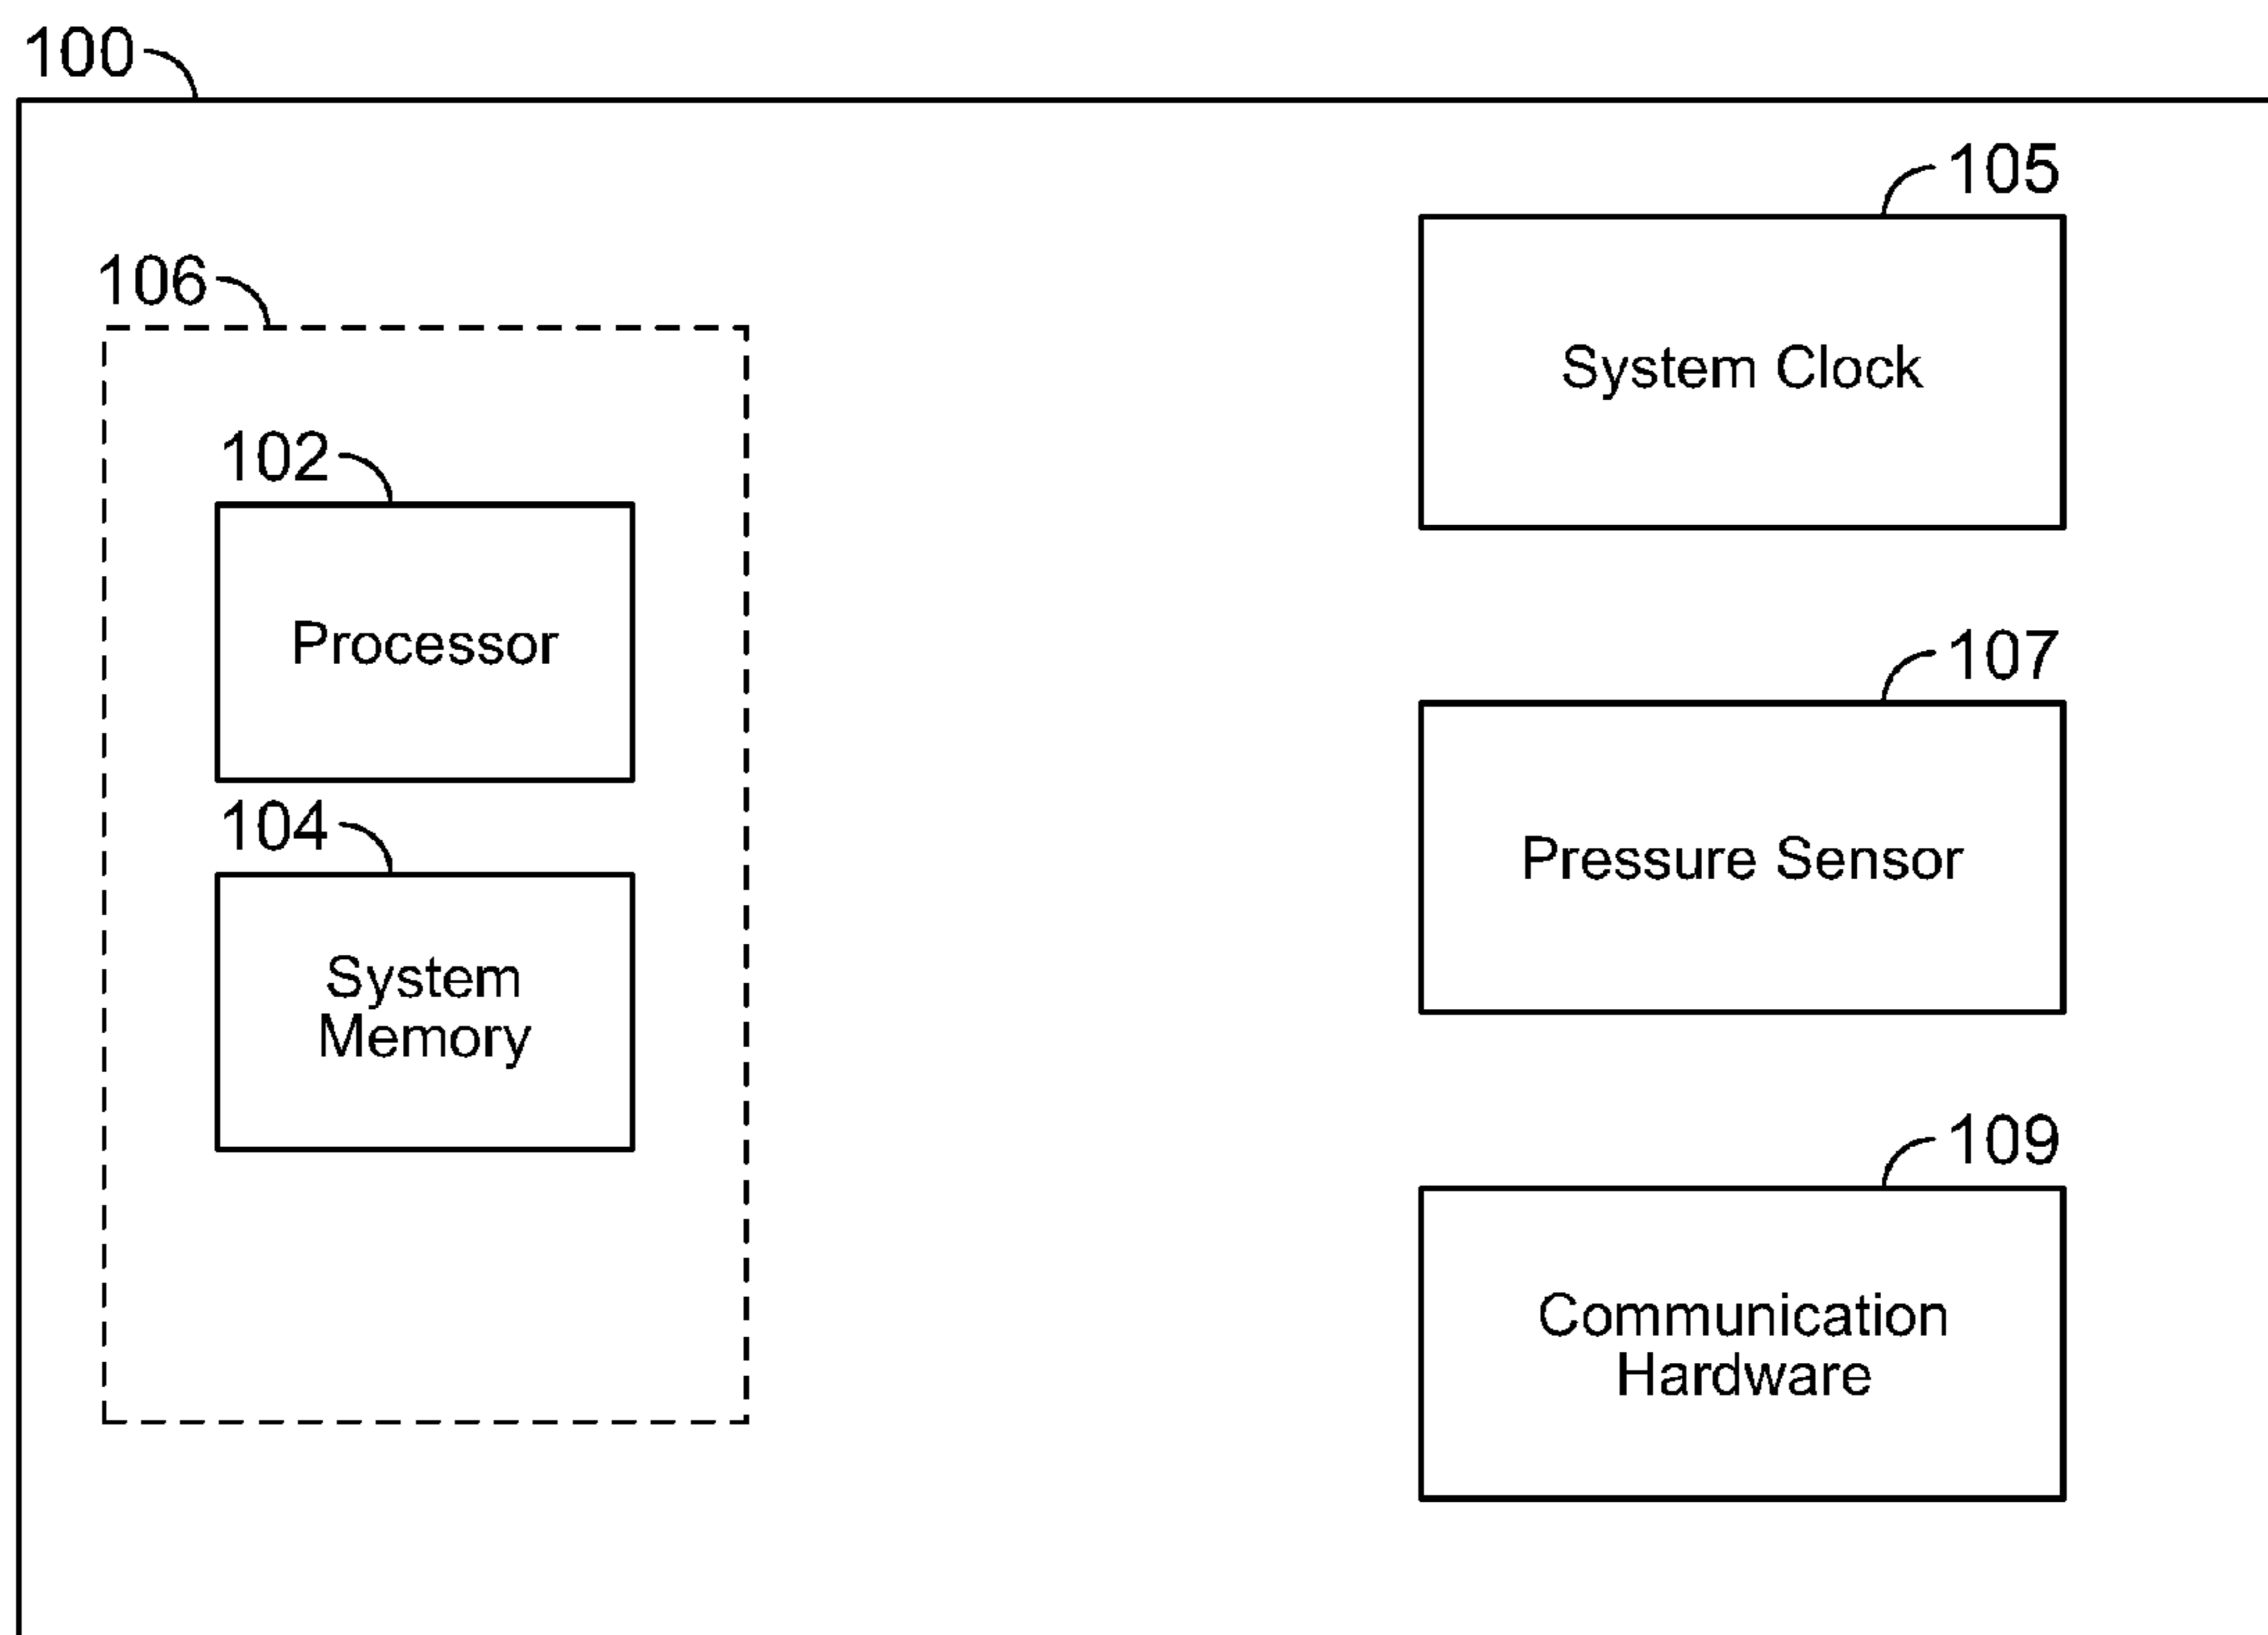 100
105
System Clock
106
102
Processor
107
Pressure Sensor
104
System
Memory
109
Communication
Hardware